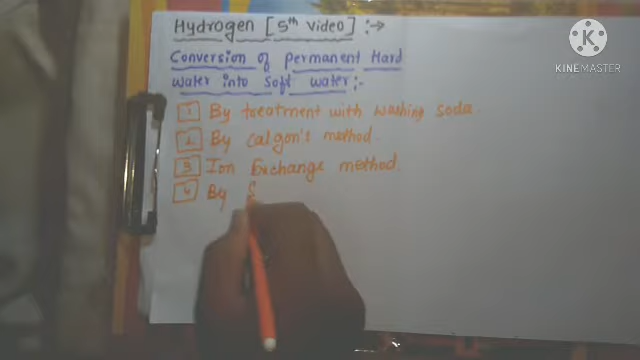 Hydrogen [5th video] :→
Conversion of permanent Hard
water into soft water:-
1 By treatment with washing soda
2 By Calgon's method.
3 Ion Exchange method.
4 By S
K
KINEMASTER